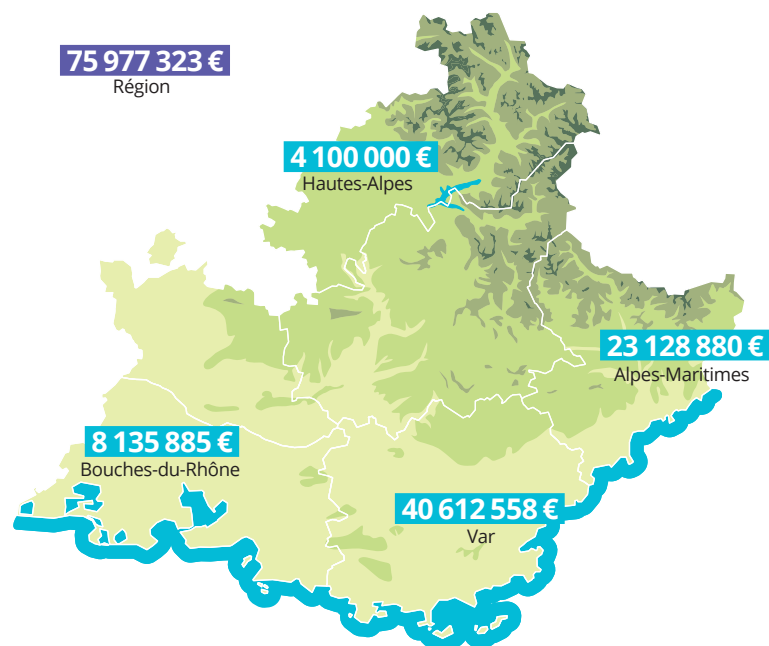 75 977 323 €
Région
4 100 000 €
Hautes-Alpes
23 128 880 €
Alpes-Maritimes
8 135 885 €
Bouches-du-Rhône
40 612 558 €
Var